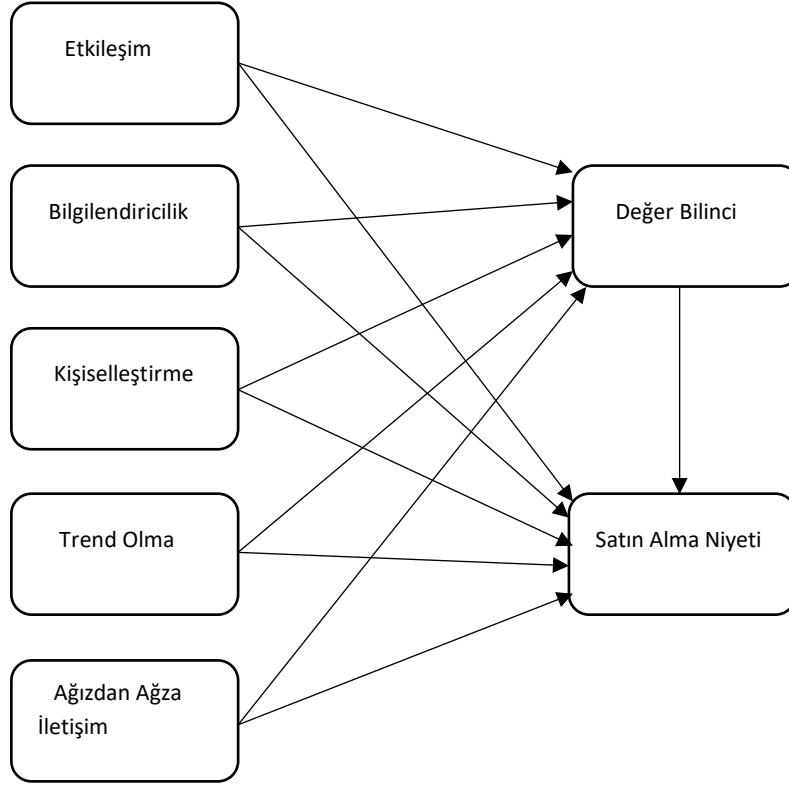 Etkileşim
Bilgilendiricilik
Değer Bilinci
Kişiselleştirme
Trend Olma
Satın Alma Niyeti
Ağızdan Ağza
İletişim